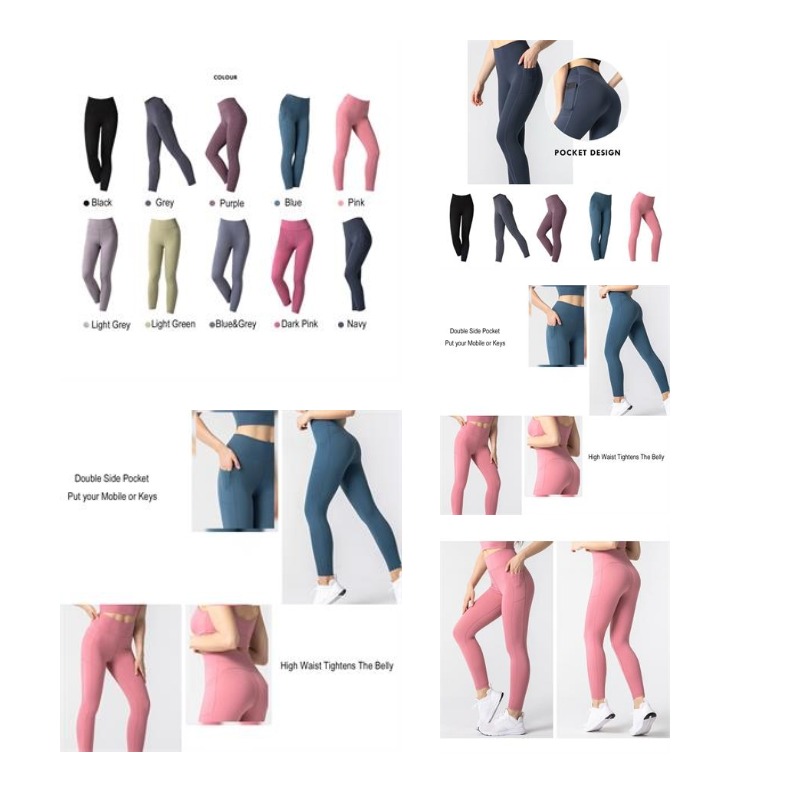 COLOUR
Black
Grey
Purple
Blue
Pink
Light Grey
Light Green
Blue&Grey
Dark Pink
Navy
Double Side Pocket
Put your Mobile or Keys
High Waist Tightens The Belly
POCKET DESIGN
Double Side Pocket
Put your Mobile or Keys
High Waist Tightens The Belly